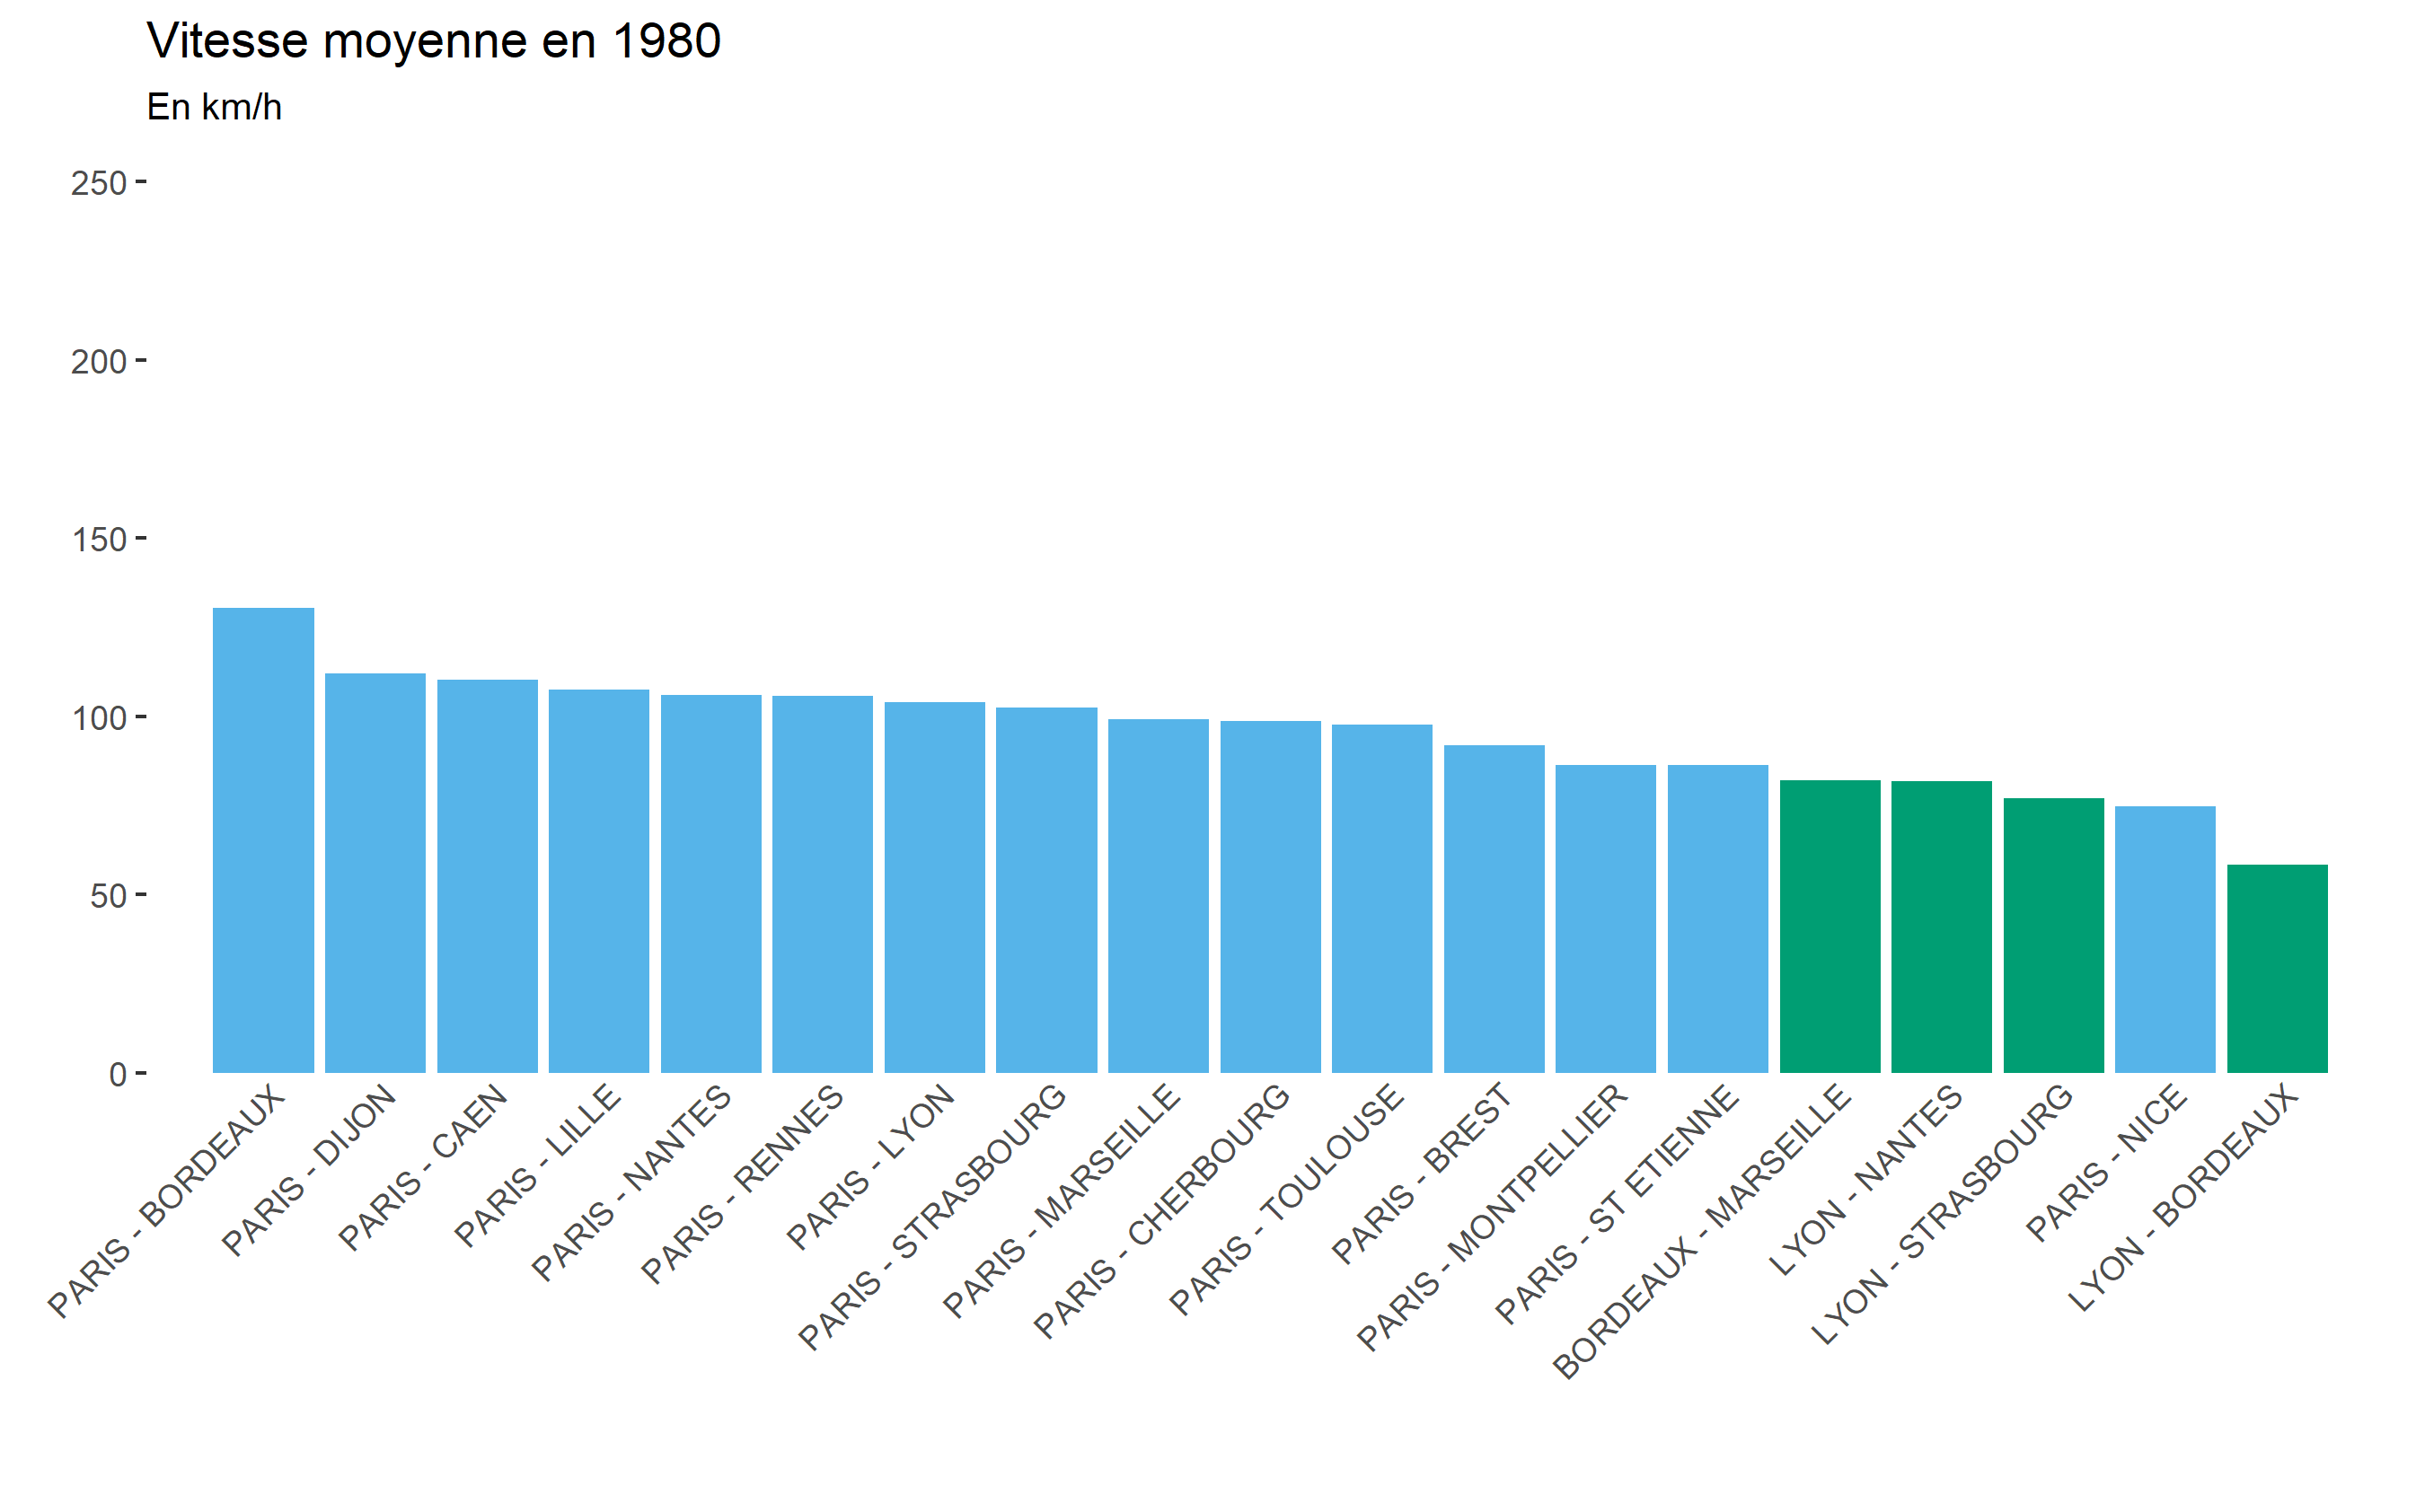 Vitesse moyenne en 1980
En km/h
250
200
150
100
50
0
PARIS - BORDEAUX
PARIS - DIJON
PARIS - CAEN
PARIS - LILLE
PARIS - NANTES
PARIS - RENNES
PARIS - LYON
PARIS - STRASBOURG
PARIS - MARSEILLE
PARIS - CHERBOURG
PARIS - TOULOUSE
PARIS - BREST
PARIS - MONTPELLIER
PARIS - ST ETIENNE
BORDEAUX - MARSEILLE
LYON - NANTES
LYON - STRASBOURG
PARIS - NICE
LYON - BORDEAUX